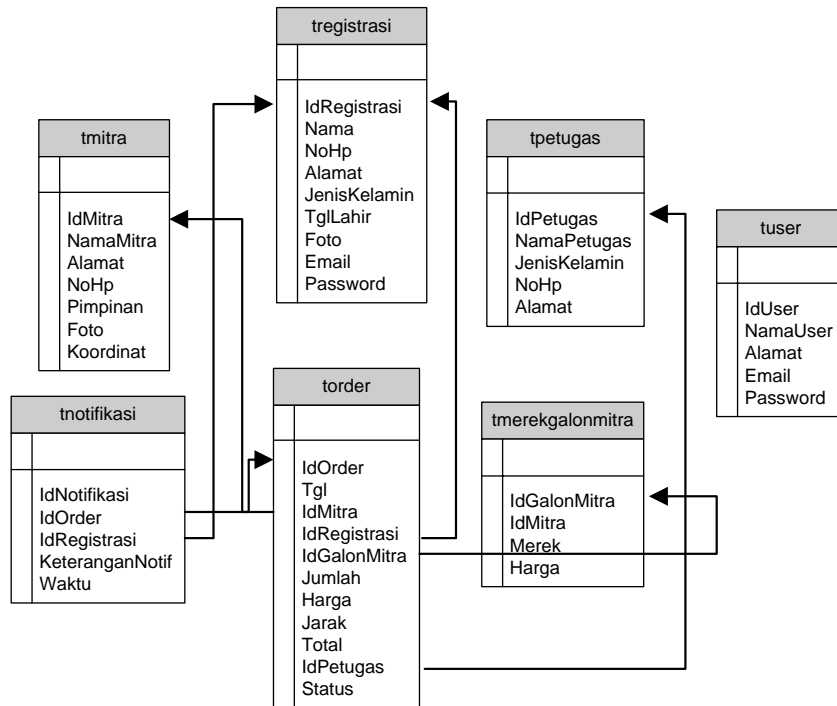 tregistrasi
IdRegistrasi
Nama
NoHp
Alamat
JenisKelamin
TglLahir
Foto
Email
Password
tmitra
IdMitra
NamaMitra
Alamat
NoHp
Pimpinan
Foto
Koordinat
tpetugas
IdPetugas
NamaPetugas
JenisKelamin
NoHp
Alamat
tuser
IdUser
NamaUser
Alamat
Email
Password
tnotifikasi
IdNotifikasi
IdOrder
IdRegistrasi
KeteranganNotif
Waktu
torder
IdOrder
Tgl
IdMitra
IdRegistrasi
IdGalonMitra
Jumlah
Harga
Jarak
Total
IdPetugas
Status
tmerekgalonmitra
IdGalonMitra
IdMitra
Merek
Harga